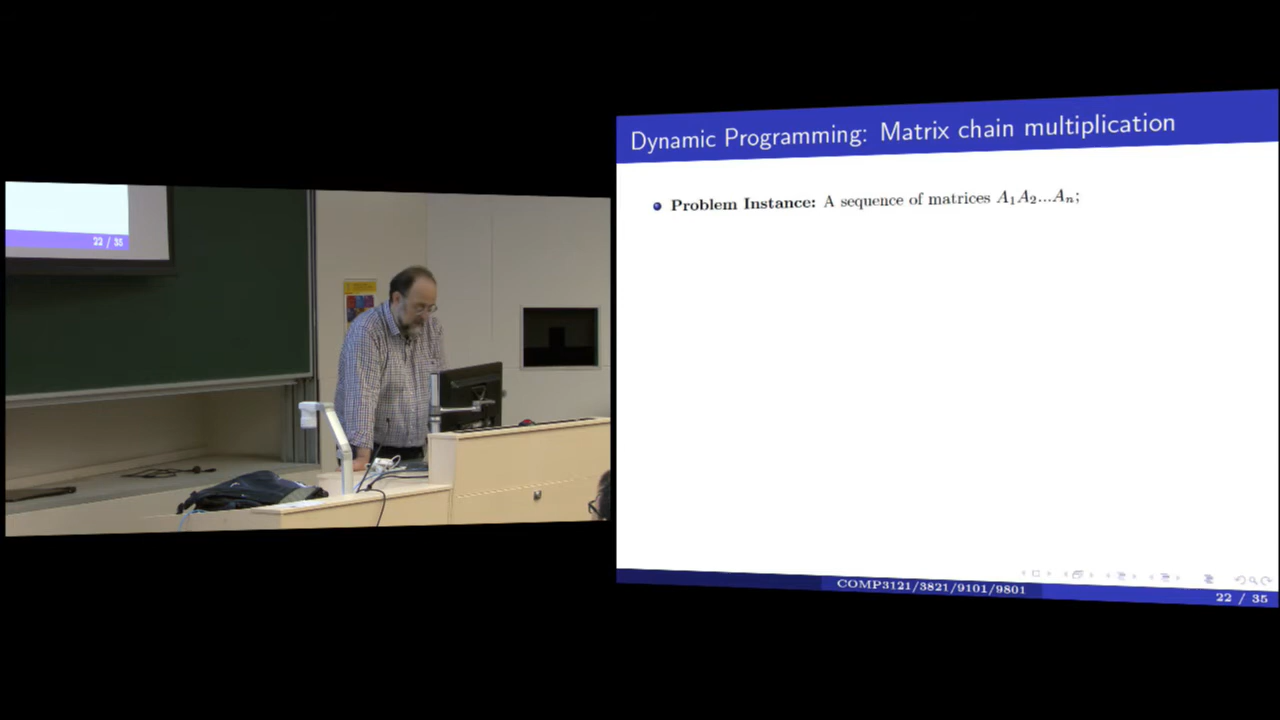 22 / 35
Dynamic Programming: Matrix chain multiplication
Problem Instance: A sequence of matrices A₁A₂...Aₙ;
COMP3121/3821/9101/9801
22 / 35